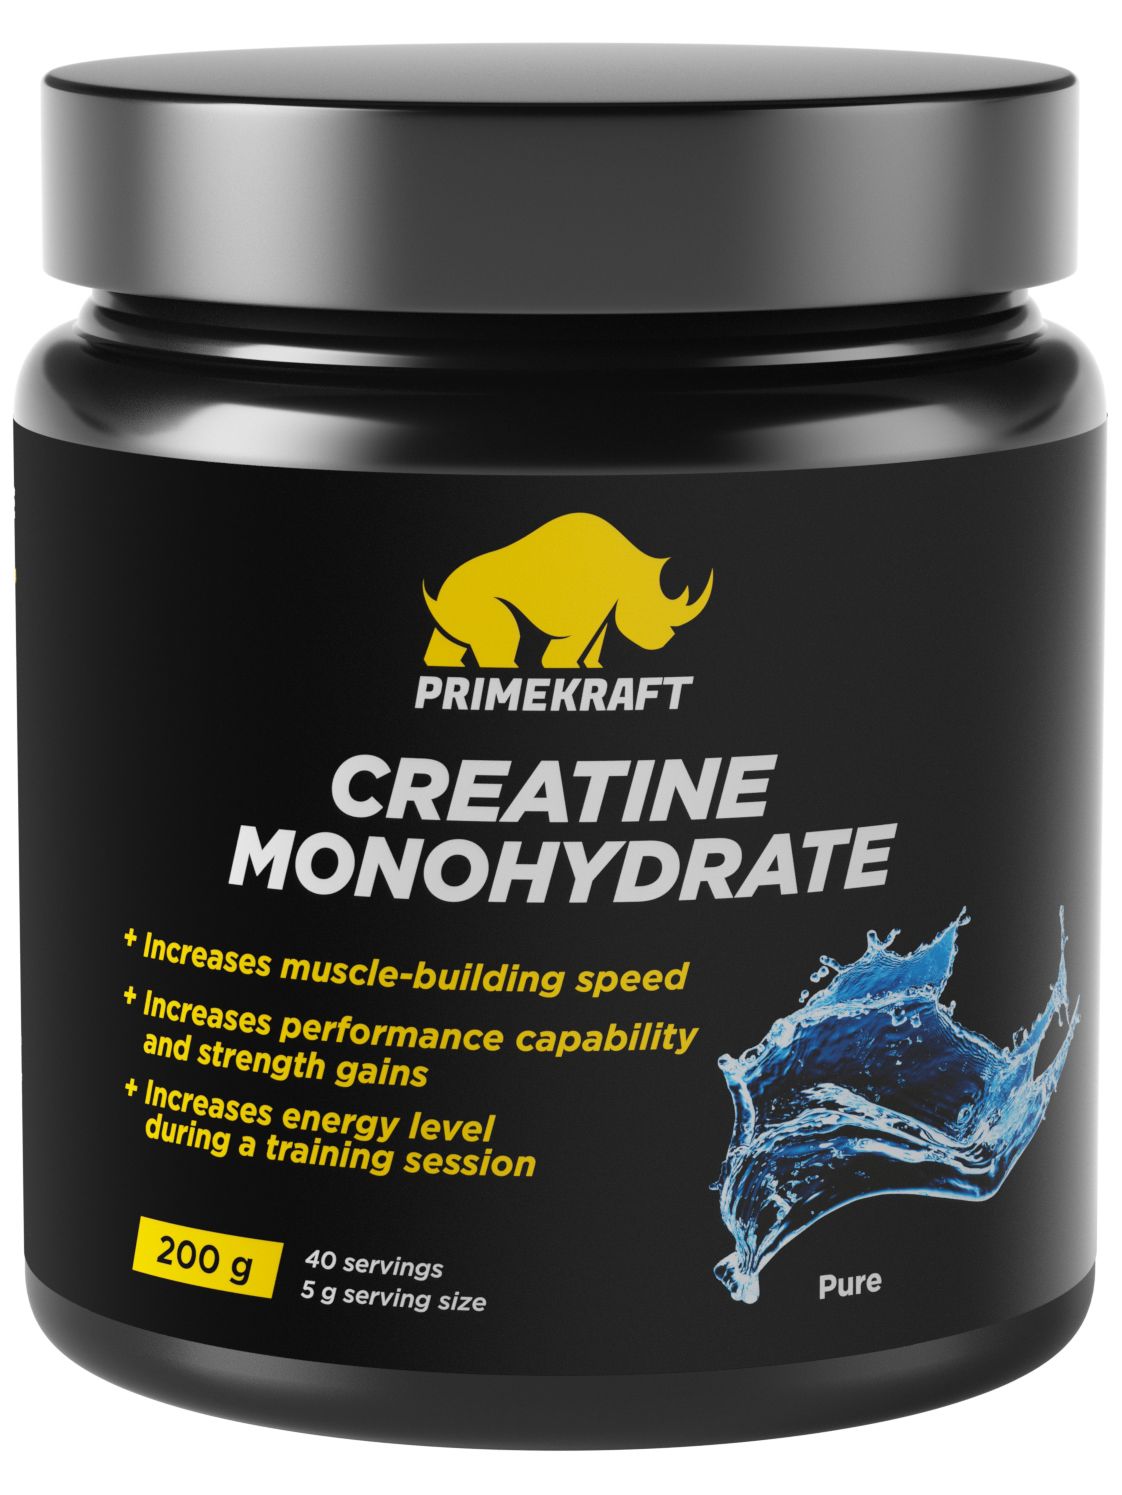 PRIMEKRAFT
CREATINE
MONOHYDRATE
+ Increases muscle-building speed
+ Increases performance capability
and strength gains
+ Increases energy level
during a training session
200 g
40 servings
5 g serving size
Pure